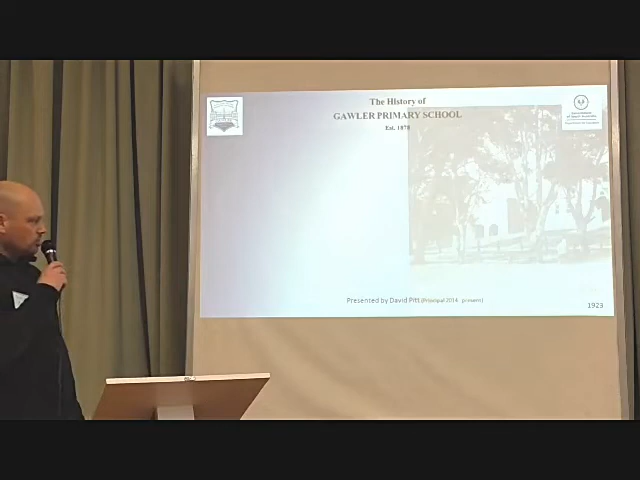 The History of
GAWLER PRIMARY SCHOOL
Est. 1878
Presented by David Pitt (Principal 2014 - present)
1923